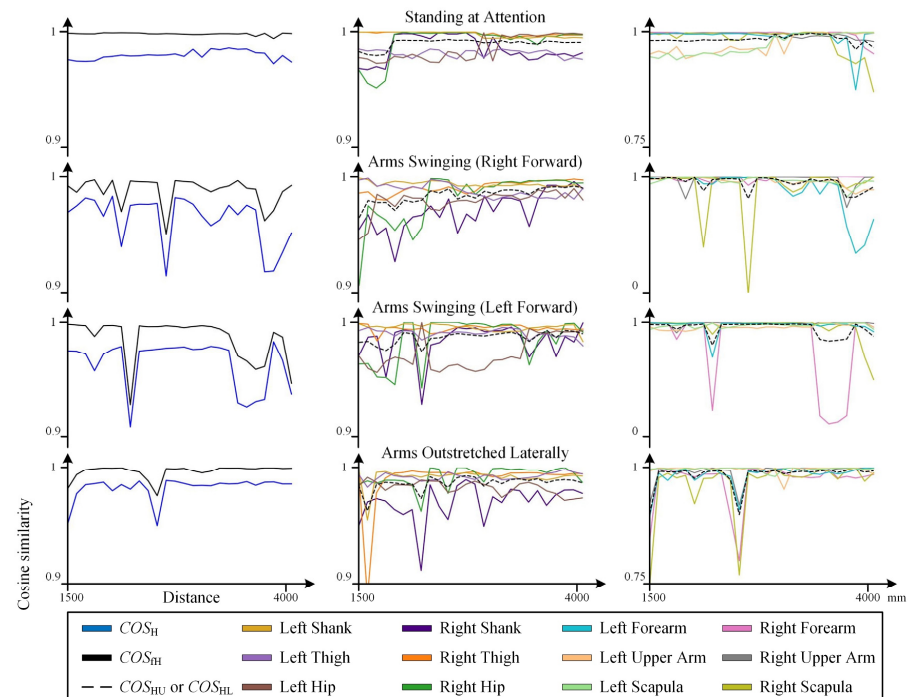 Standing at Attention
1
0.9
1
0.9
1
0.75
Arms Swinging (Right Forward)
1
0.9
1
0.9
1
0
Arms Swinging (Left Forward)
1
0.9
1
0.9
1
0
Arms Outstretched Laterally
1
0.9
1
0.9
1
0.75
Cosine similarity
1500 Distance 4000
1500 4000
1500 4000 mm
COS_H Left Shank Right Shank Left Forearm Right Forearm
COS_fH Left Thigh Right Thigh Left Upper Arm Right Upper Arm
COS_HU or COS_HL Left Hip Right Hip Left Scapula Right Scapula